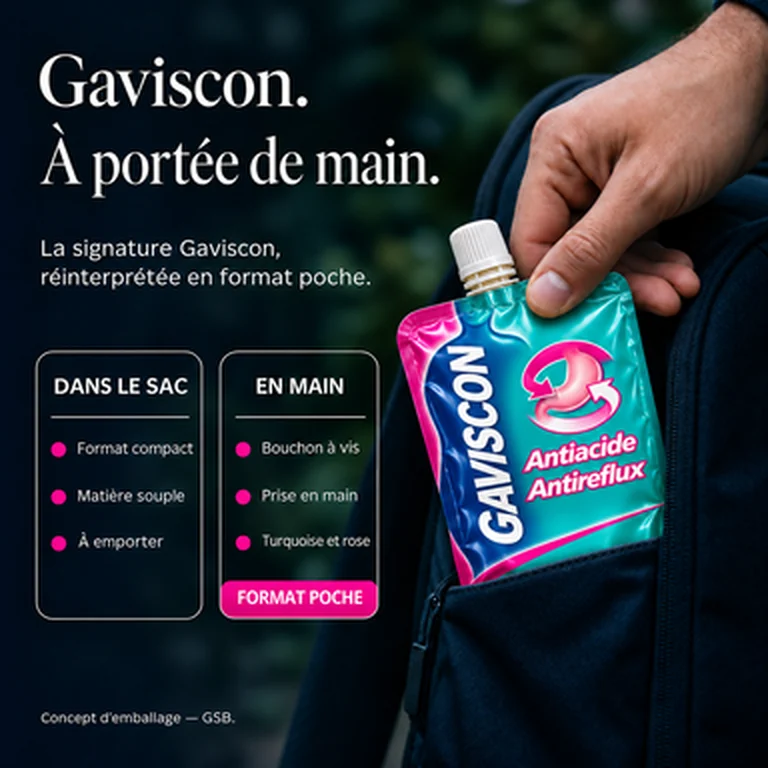 Gaviscon.
À portée de main.
La signature Gaviscon,
réinterprétée en format poche.
DANS LE SAC
Format compact
Matière souple
À emporter
EN MAIN
Bouchon à vis
Prise en main
Turquoise et rose
FORMAT POCHE
GAVISCON
Antiacide
Antireflux
Concept d'emballage — GSB.